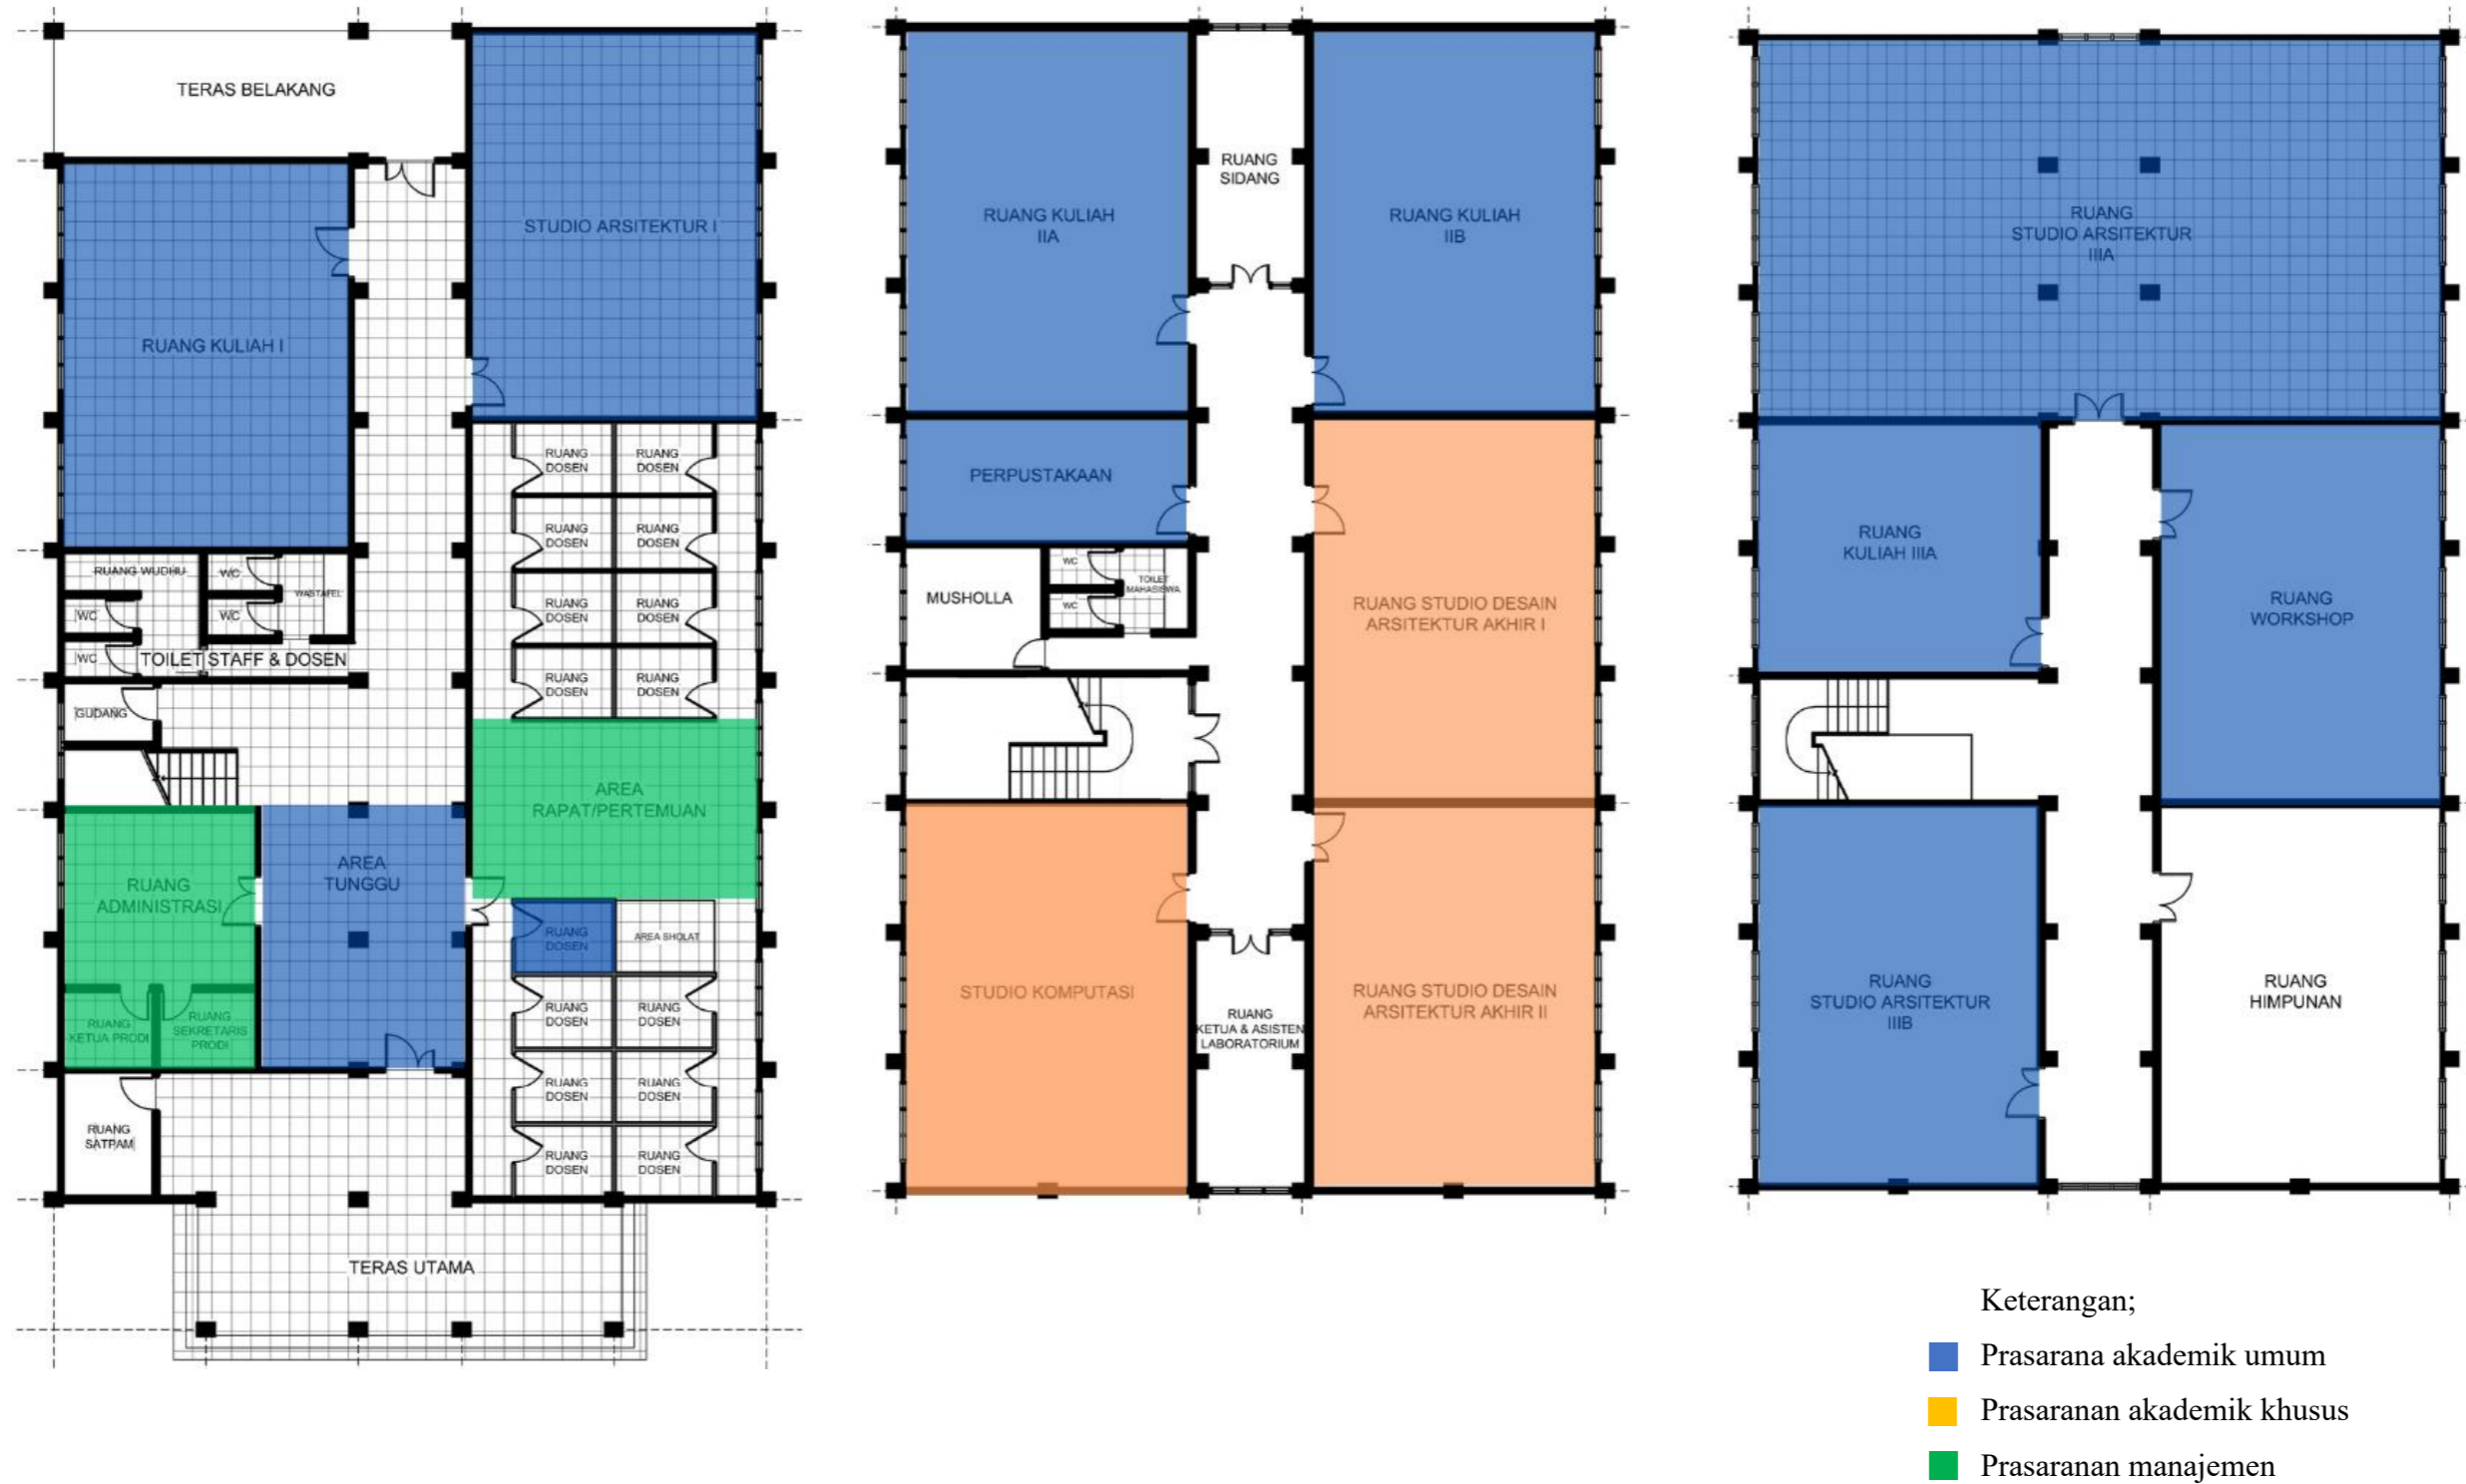 TERAS BELAKANG
STUDIO ARSITEKTUR I
RUANG KULIAH I
RUANG
DOSEN
RUANG
DOSEN
RUANG
DOSEN
RUANG
DOSEN
RUANG WUDHU
WC
WASTAFEL
WC
WC
WC
TOILET STAFF & DOSEN
RUANG
DOSEN
RUANG
DOSEN
RUANG
DOSEN
RUANG
DOSEN
GUDANG
AREA
RAPAT/PERTEMUAN
AREA
TUNGGU
RUANG
ADMINISTRASI
RUANG
DOSEN
AREA SHOLAT
RUANG
KETUA PRODI
RUANG
SEKRETARIS
PRODI
RUANG
DOSEN
RUANG
DOSEN
RUANG
DOSEN
RUANG
DOSEN
RUANG
SATPAM
RUANG
DOSEN
RUANG
DOSEN
TERAS UTAMA
RUANG
SIDANG
RUANG KULIAH
IIA
RUANG KULIAH
IIB
PERPUSTAKAAN
MUSHOLLA
WC
WC
TOILET
MAHASISWA
RUANG STUDIO DESAIN
ARSITEKTUR AKHIR I
STUDIO KOMPUTASI
RUANG
KETUA & ASISTEN
LABORATORIUM
RUANG STUDIO DESAIN
ARSITEKTUR AKHIR II
RUANG
STUDIO ARSITEKTUR
IIIA
RUANG
KULIAH IIIA
RUANG
WORKSHOP
RUANG
STUDIO ARSITEKTUR
IIIB
RUANG
HIMPUNAN
Keterangan;
Prasarana akademik umum
Prasaranan akademik khusus
Prasaranan manajemen